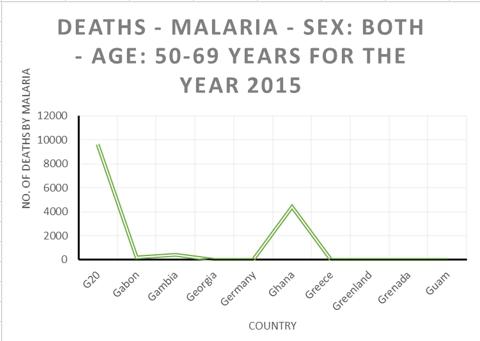 DEATHS - MALARIA - SEX: BOTH
- AGE: 50-69 YEARS FOR THE
YEAR 2015
NO. OF DEATHS BY MALARIA
12000
10000
8000
6000
4000
2000
0
G20
Gabon
Gambia
Georgia
Germany
Ghana
Greece
Greenland
Grenada
Guam
COUNTRY